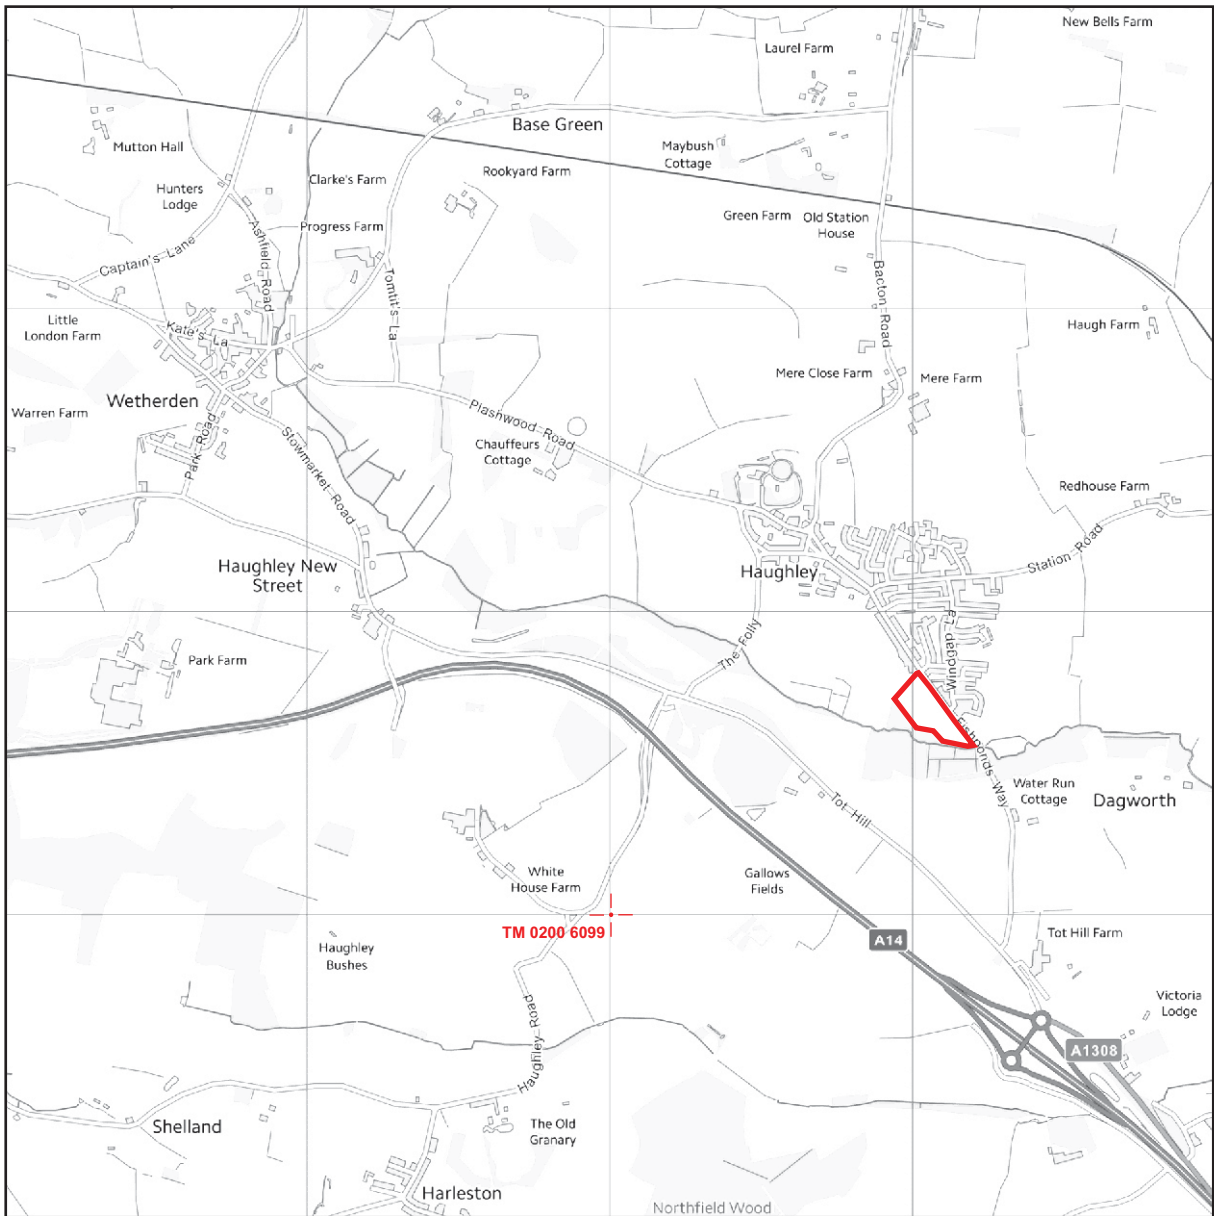 New Bells Farm
Laurel Farm
Base Green
Mutton Hall
Maybush
Cottage
Rookyard Farm
Clarke's Farm
Hunters
Lodge
Green Farm
Old Station
House
Progress Farm
Ashfield Road
Captain's Lane
Tomtit's La
Bacton Road
Little
London Farm
Kate's La
Haugh Farm
Mere Close Farm
Mere Farm
Wetherden
Warren Farm
Plashwood Road
Park Road
Stowmarket Road
Chauffeurs
Cottage
Redhouse Farm
Station Road
Haughley New
Street
Haughley
Windgap La
The Folly
Park Farm
Fishponds Way
Water Run
Cottage
Dagworth
Tot Hill
White
House Farm
Gallows
Fields
TM 0200 6099
A14
Tot Hill Farm
Haughley
Bushes
Victoria
Lodge
Haughley Road
A1308
Shelland
The Old
Granary
Harleston
Northfield Wood